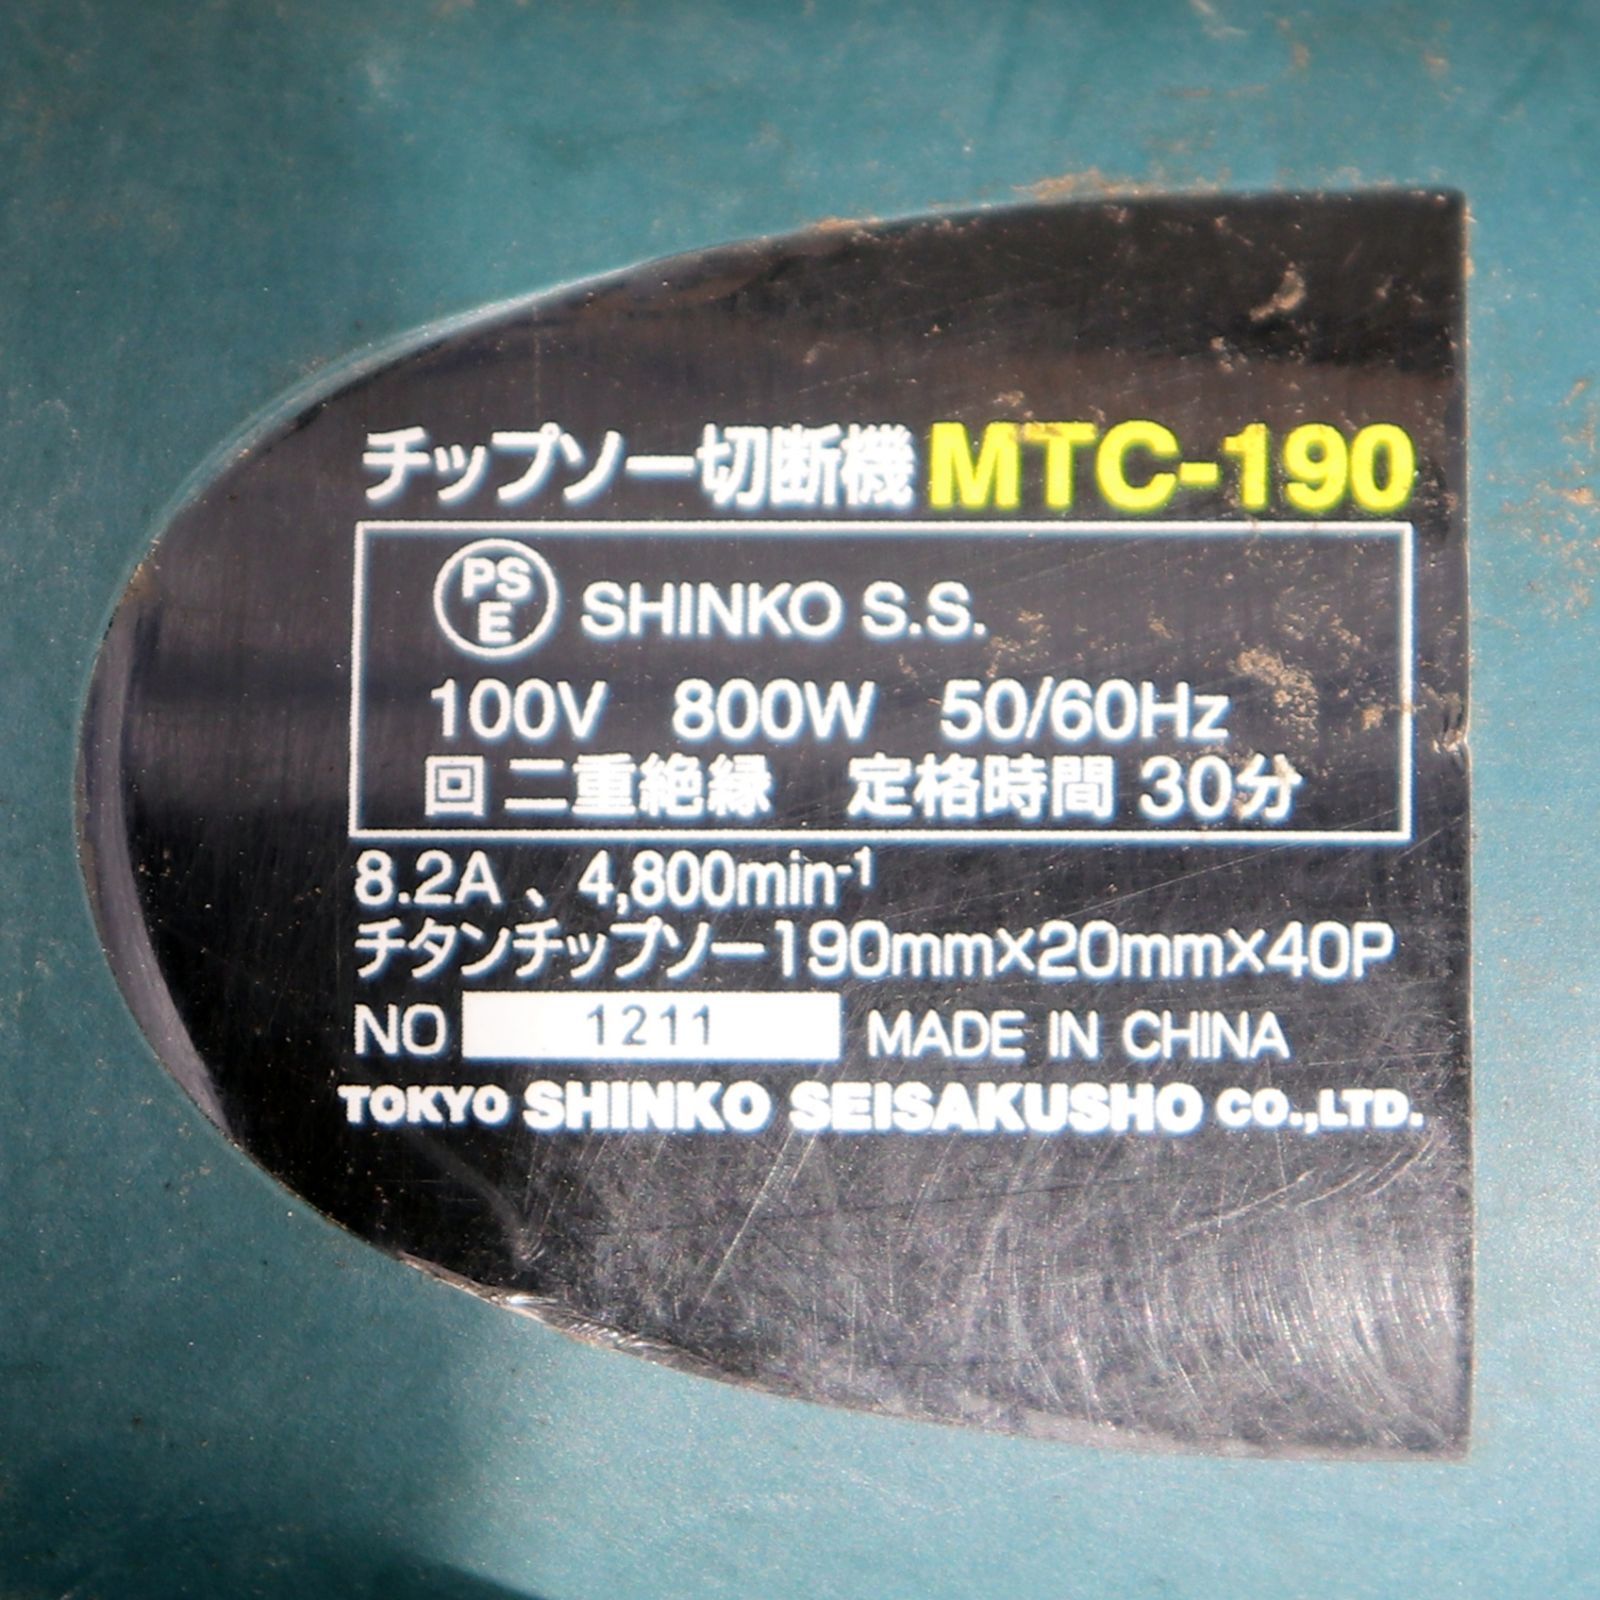 チップソー切断機 MTC-190
PS E SHINKO S.S.
100V 800W 50/60Hz
回 二重絶縁 定格時間 30分
8.2A 、 4,800min⁻¹
チタンチップソー190mm×20mm×40P
NO 1211 MADE IN CHINA
TOKYO SHINKO SEISAKUSHO CO.,LTD.